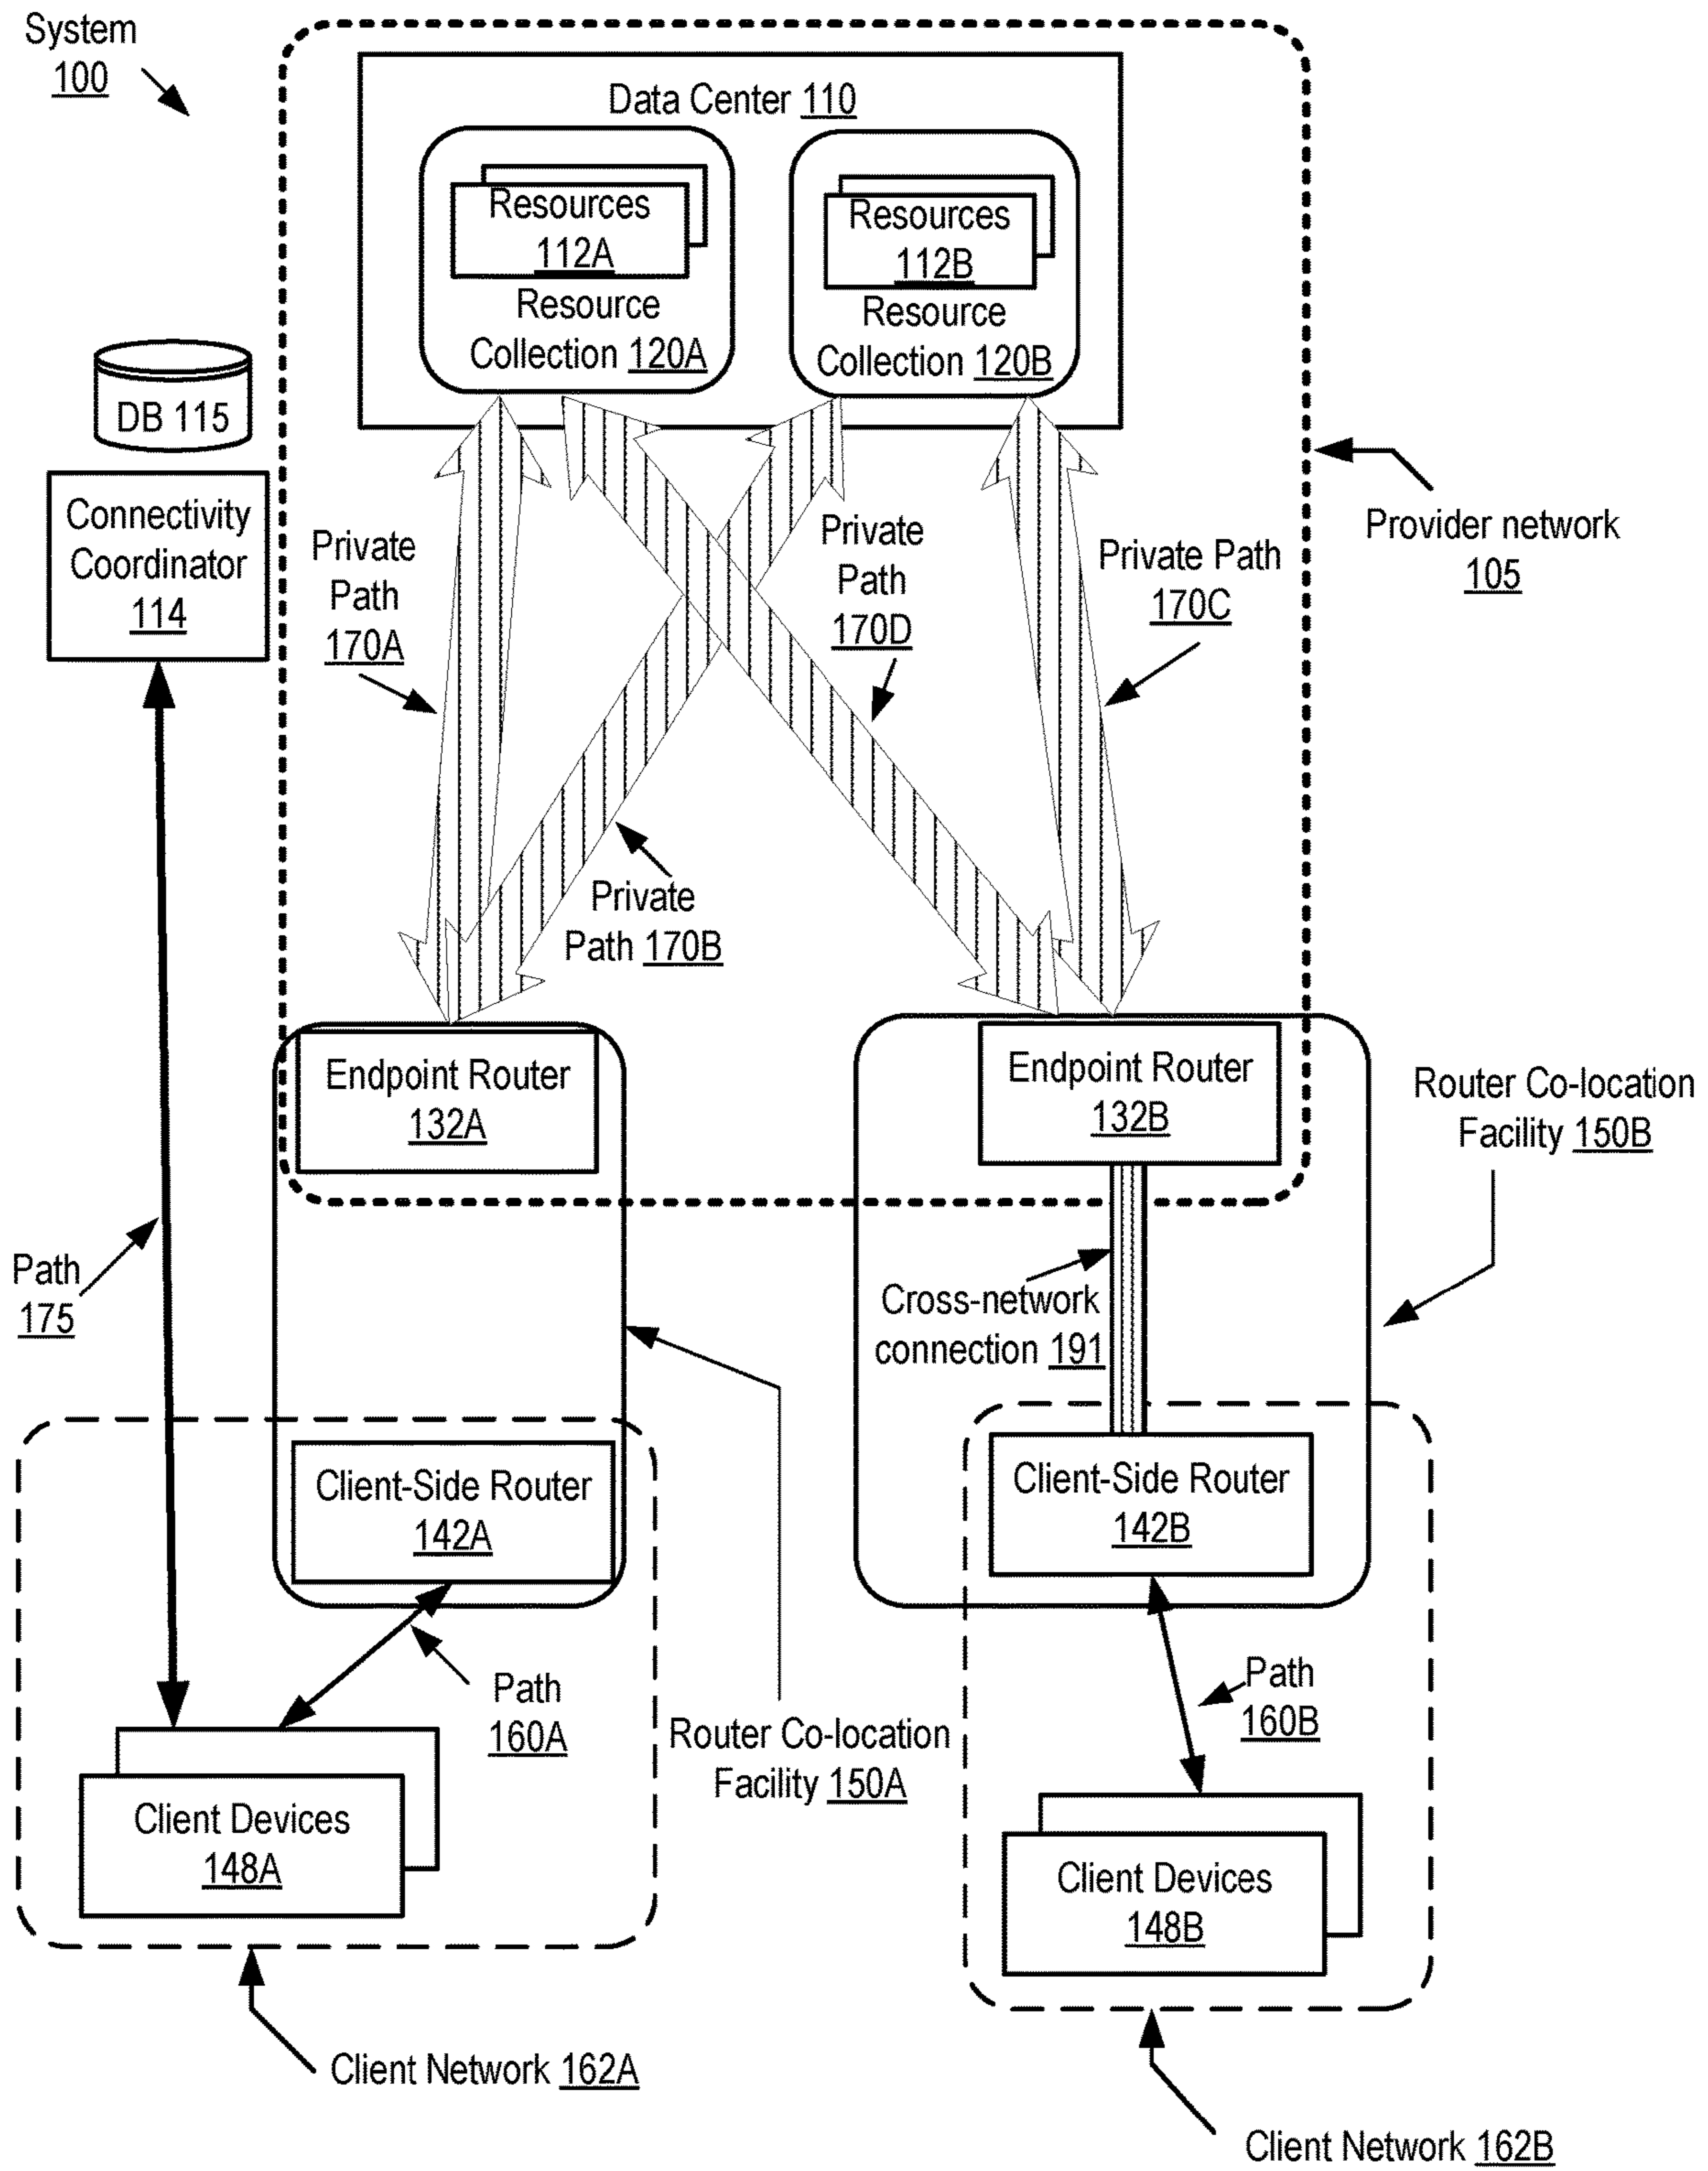 System
100
Data Center 110
Resources
112A
Resource
Collection 120A
Resources
112B
Resource
Collection 120B
DB 115
Connectivity
Coordinator
114
Provider network
105
Private
Path
170A
Private
Path
170D
Private Path
170C
Private
Path 170B
Endpoint Router
132A
Endpoint Router
132B
Router Co-location
Facility 150B
Path
175
Cross-network
connection 191
Client-Side Router
142A
Client-Side Router
142B
Path
160A
Path
160B
Router Co-location
Facility 150A
Client Devices
148A
Client Devices
148B
Client Network 162A
Client Network 162B